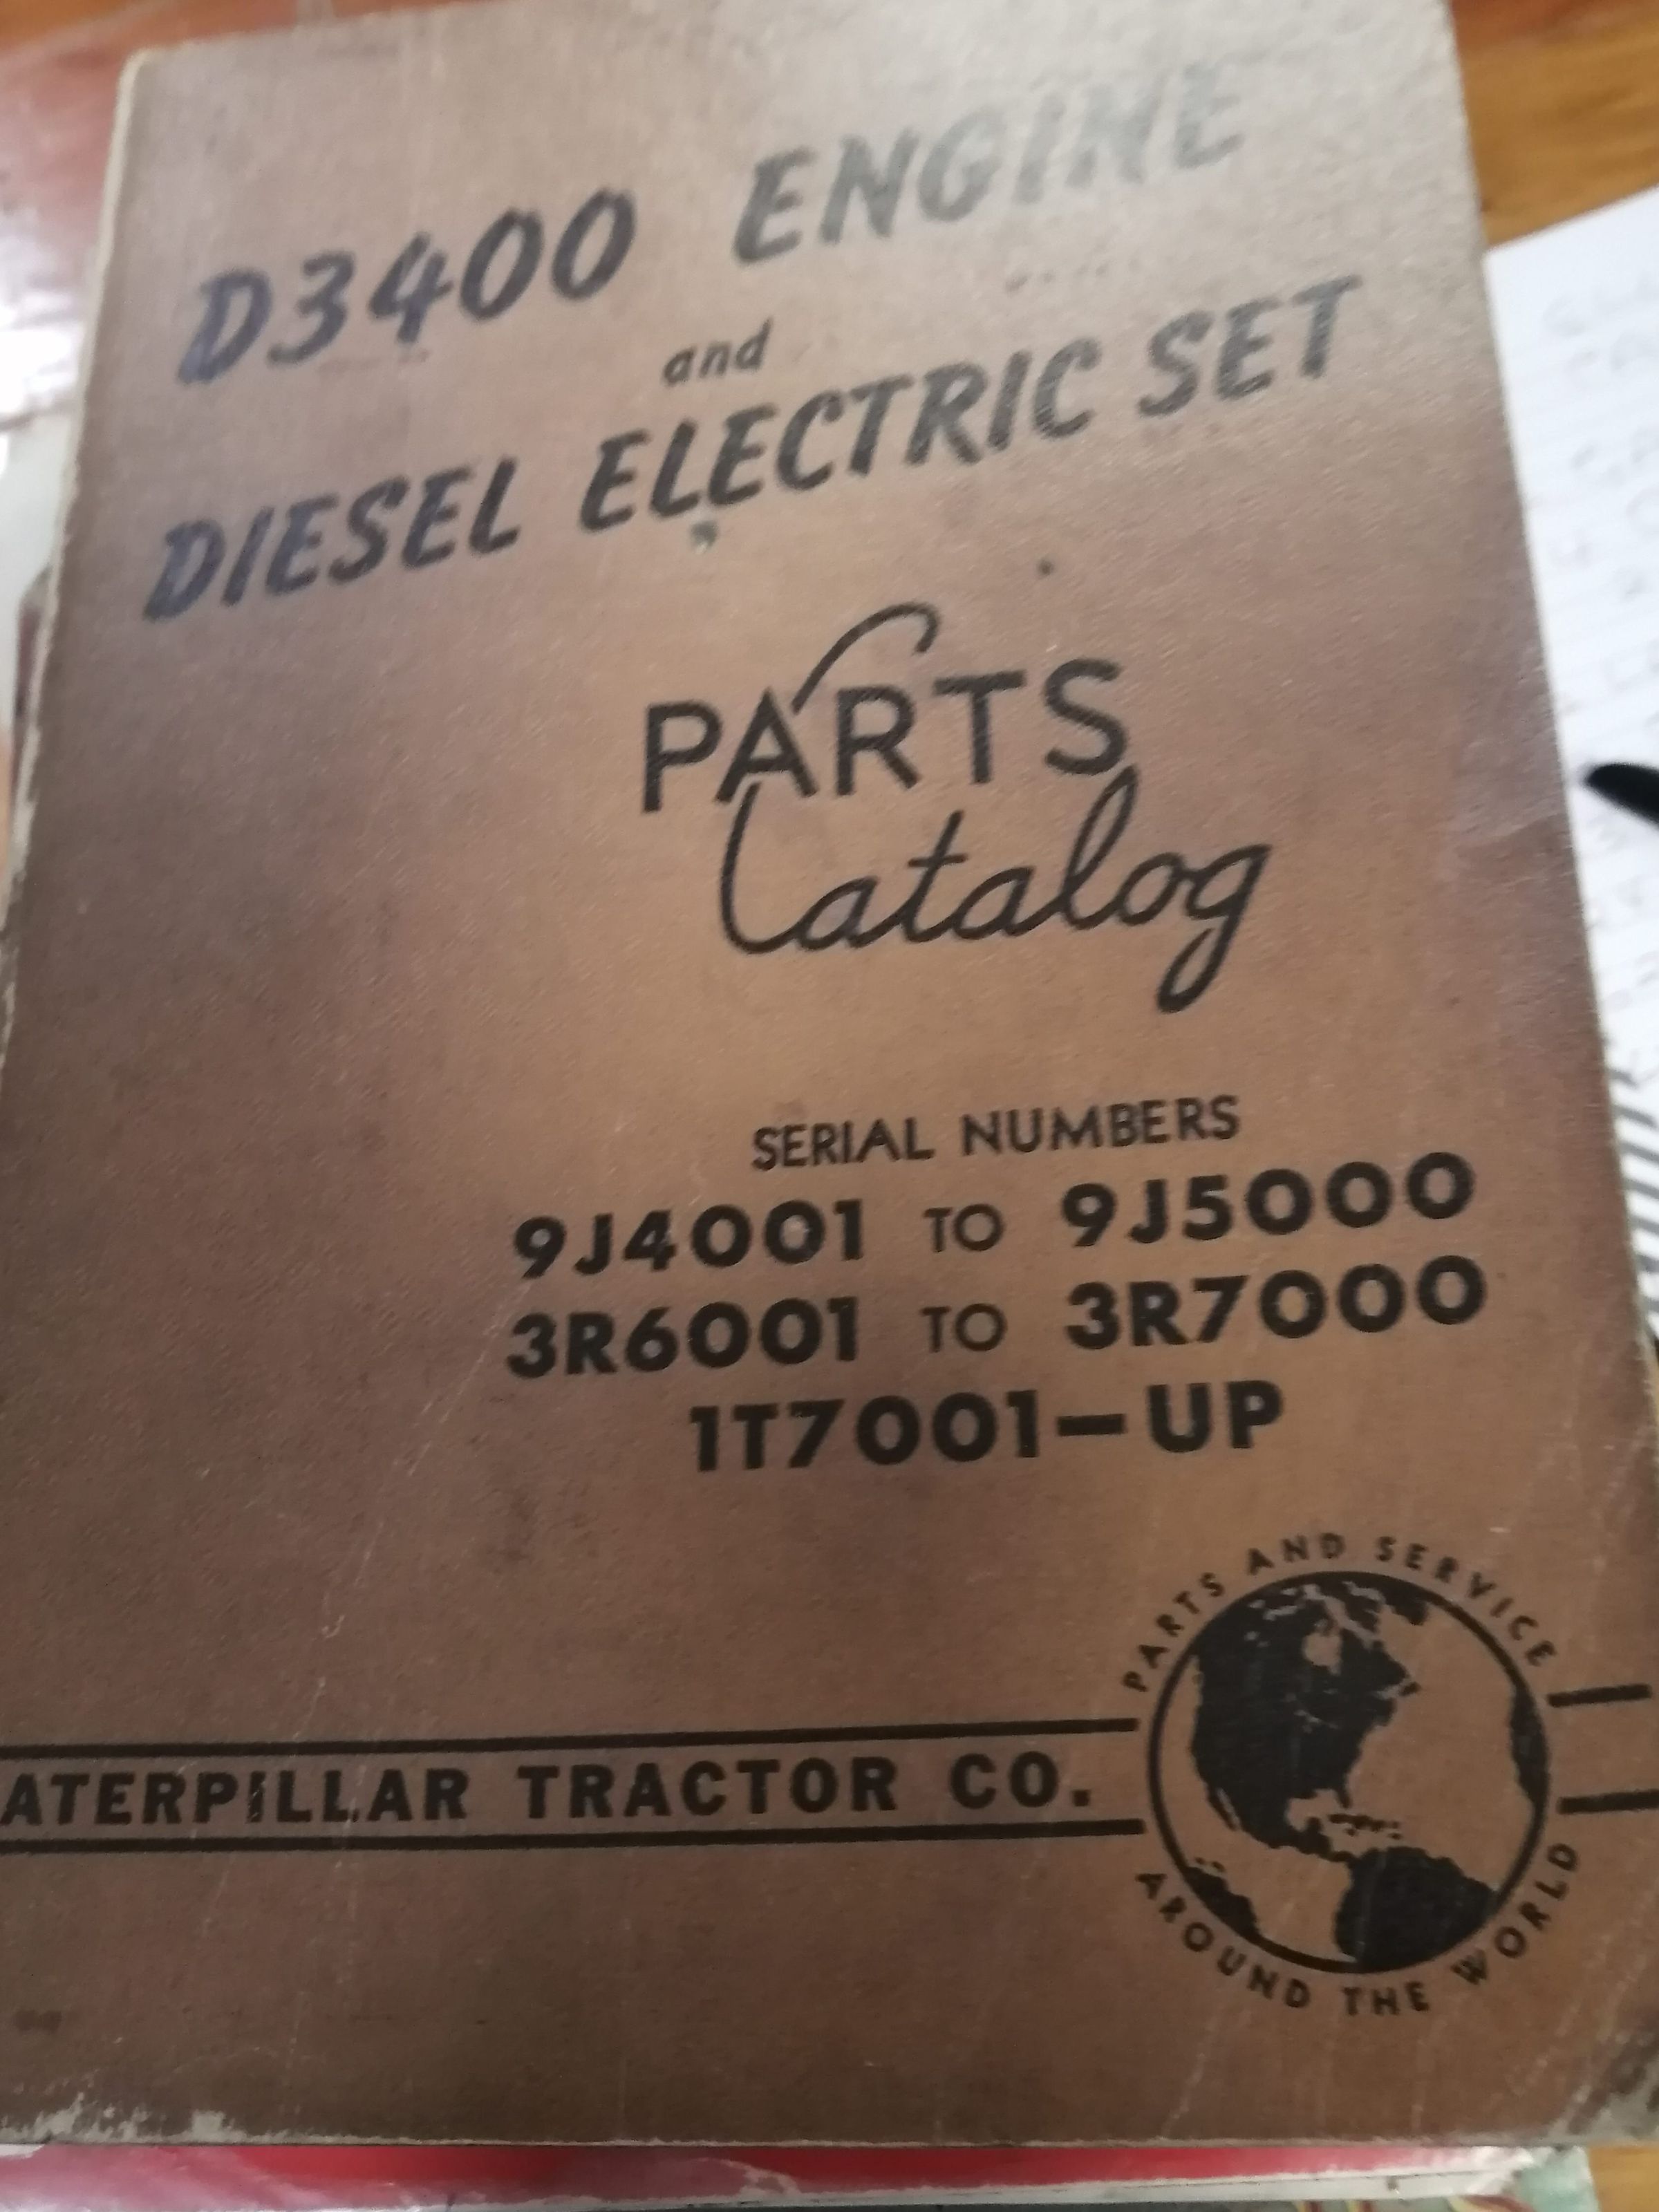 D3400 ENGINE
and
DIESEL ELECTRIC SET
PARTS
Catalog
SERIAL NUMBERS
9J4001 TO 9J5000
3R6001 TO 3R7000
1T7001-UP
ATERPILLAR TRACTOR CO.
PARTS AND SERVICE
AROUND THE WORLD